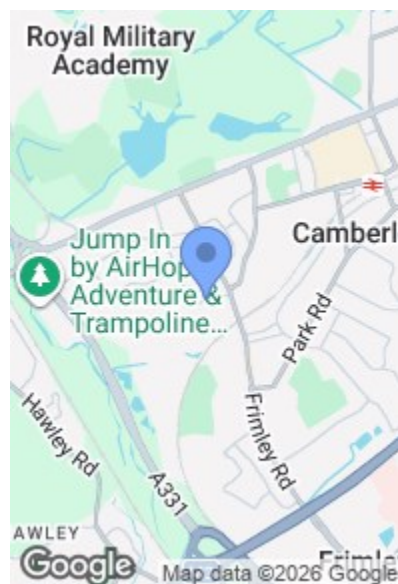 Royal Military
Academy
Camberl
Jump In
by AirHop
Adventure &
Trampoline...
Park Rd
Hawley Rd
Frimley Rd
A331
AWLEY
Frimle
Google
Map data ©2026 Google